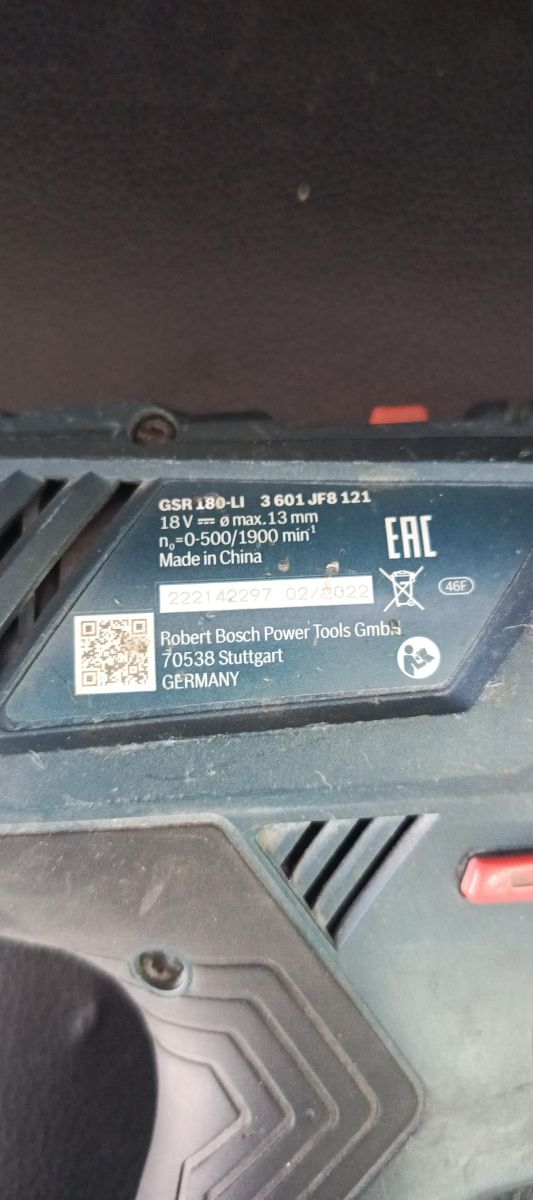 GSR 180-LI 3 601 JF8 121
18 V ⎓ ø max. 13 mm
n₀=0-500/1900 min⁻¹
Made in China
EAC
222142297 02/2022
46F
Robert Bosch Power Tools GmbH
70538 Stuttgart
GERMANY